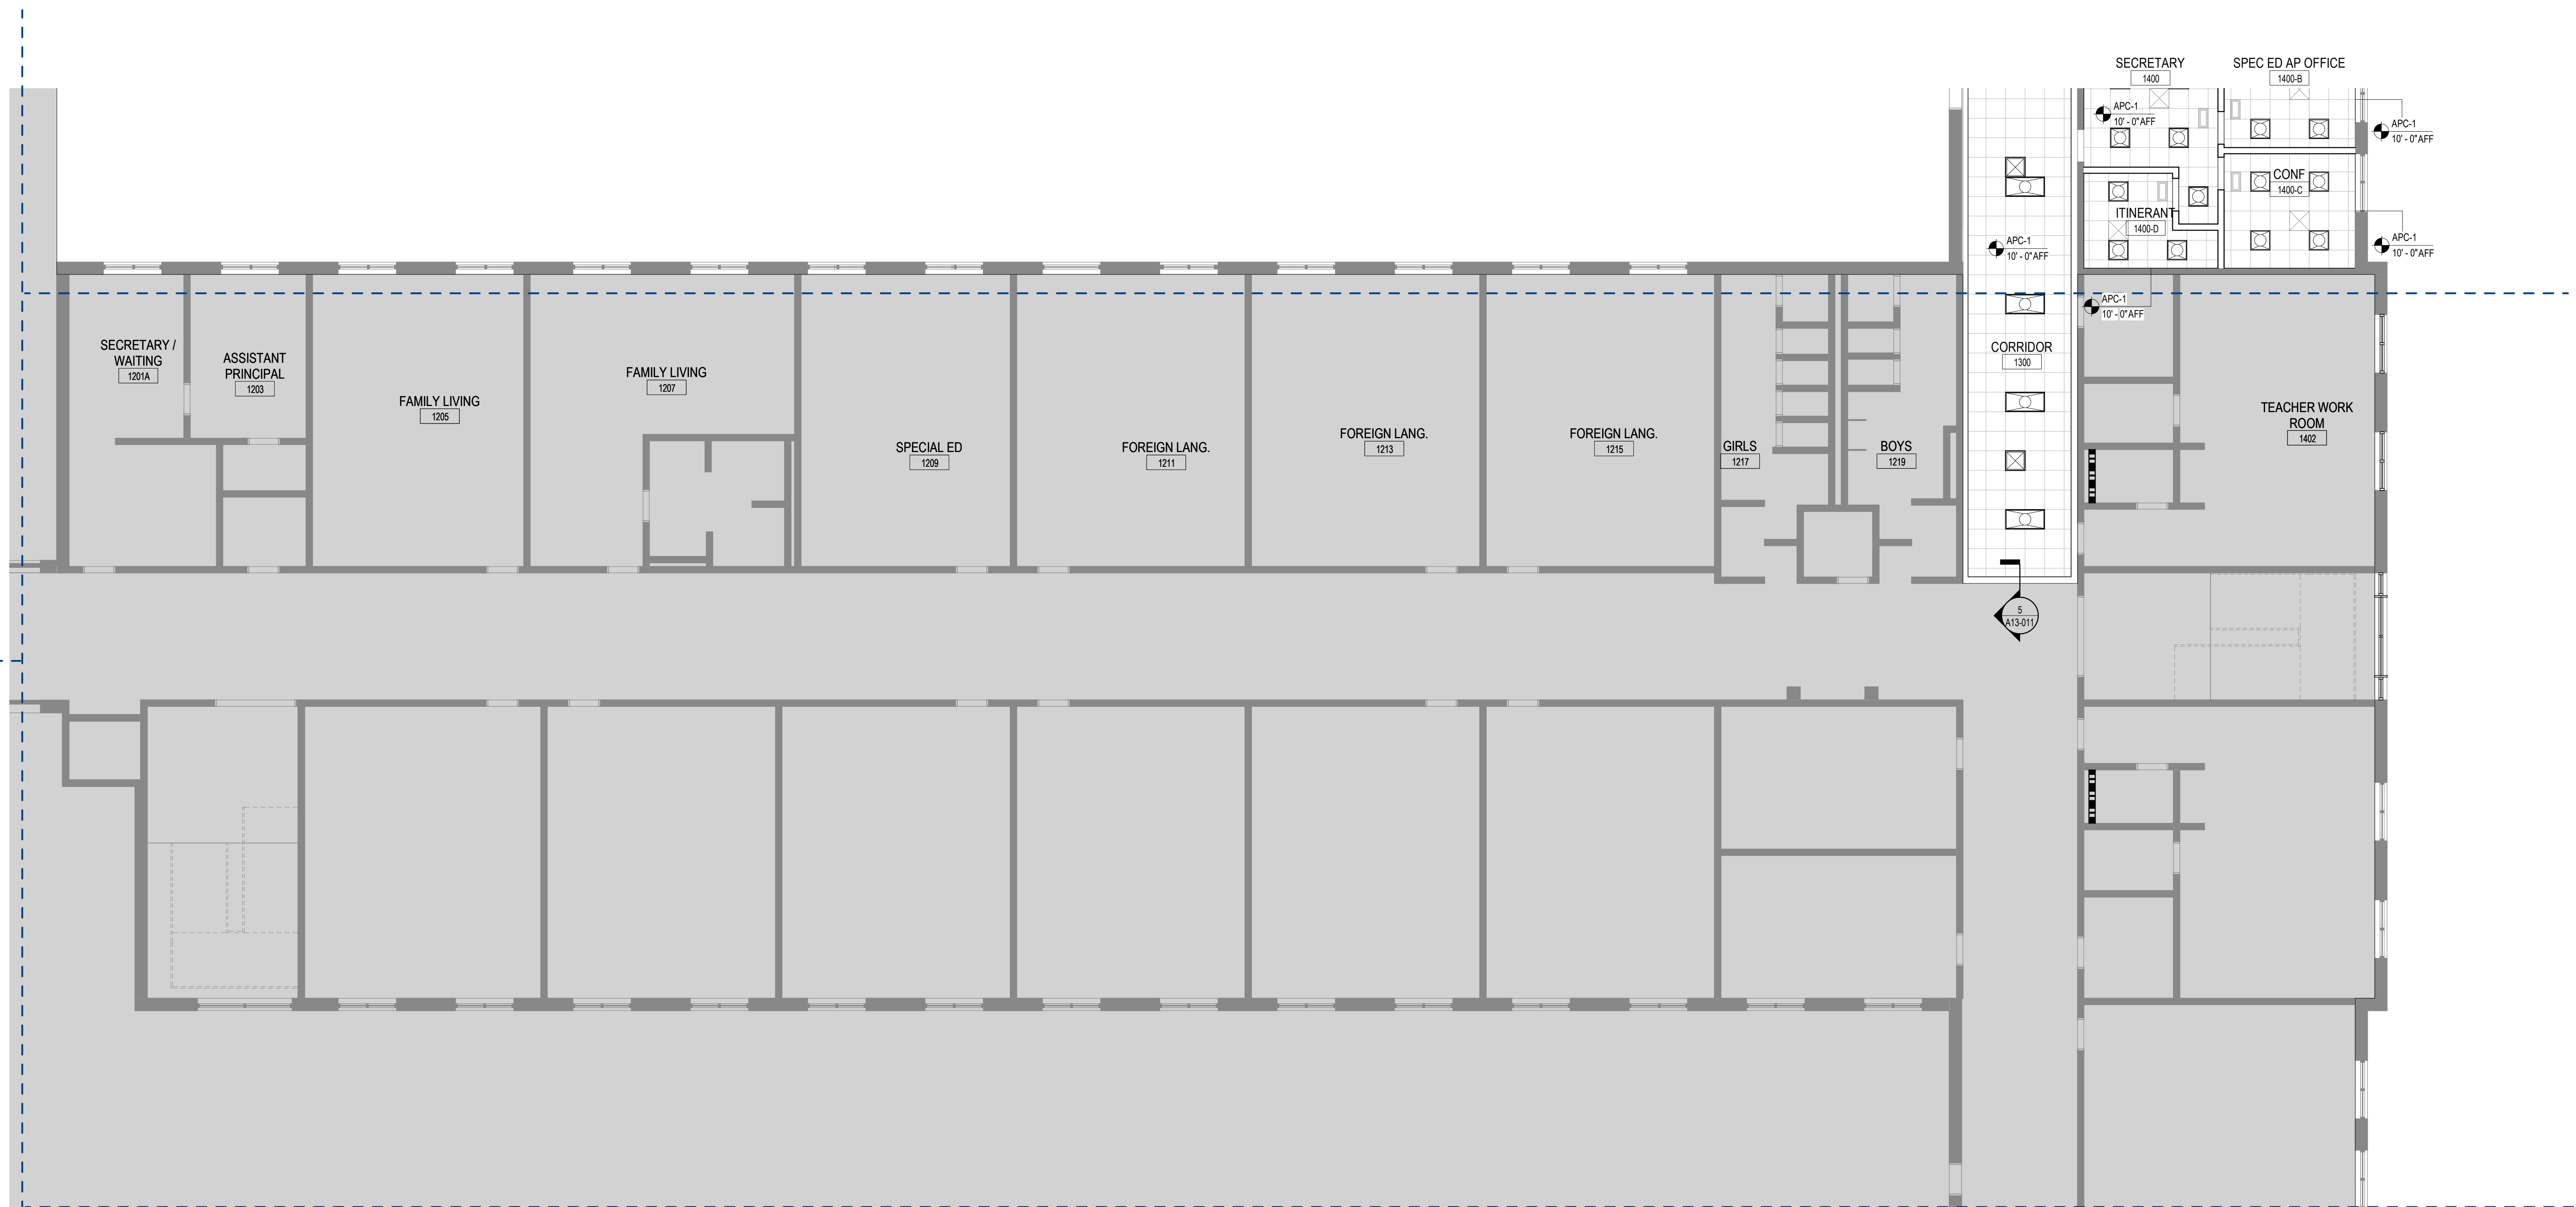 SECRETARY
1400
SPEC ED AP OFFICE
1400-B
APC-1
10' - 0"AFF
APC-1
10' - 0"AFF
CONF
1400-C
ITINERANT
1400-D
APC-1
10' - 0"AFF
APC-1
10' - 0"AFF
APC-1
10' - 0"AFF
SECRETARY /
WAITING
1201A
ASSISTANT
PRINCIPAL
1203
FAMILY LIVING
1205
FAMILY LIVING
1207
SPECIAL ED
1209
FOREIGN LANG.
1211
FOREIGN LANG.
1213
FOREIGN LANG.
1215
GIRLS
1217
BOYS
1219
CORRIDOR
1300
TEACHER WORK
ROOM
1402
5
A13-011